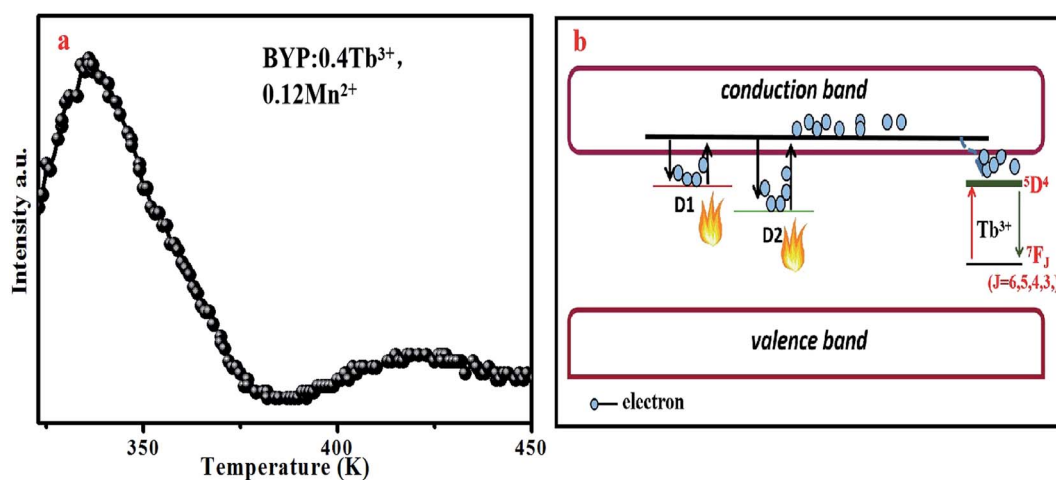 a
BYP:0.4Tb³⁺,
0.12Mn²⁺
Intensity a.u.
350
400
450
Temperature (K)
b
conduction band
D1
D2
⁵D⁴
Tb³⁺
⁷F_J
(J=6,5,4,3,)
valence band
electron